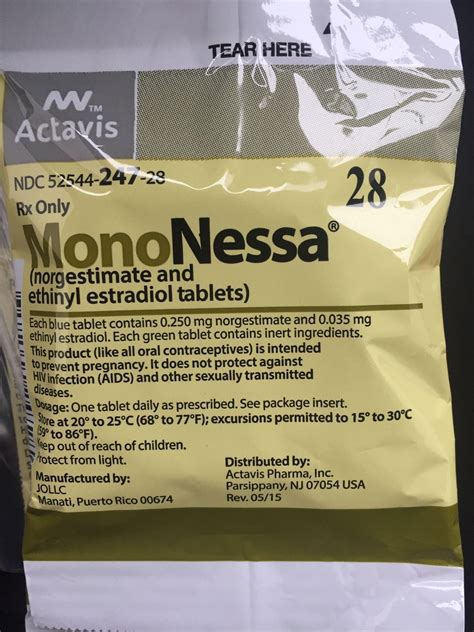 TEAR HERE
TM
Actavis
NDC 52544-247-28
28
Rx Only
MonoNessa®
(norgestimate and
ethinyl estradiol tablets)
Each blue tablet contains 0.250 mg norgestimate and 0.035 mg
ethinyl estradiol. Each green tablet contains inert ingredients.
This product (like all oral contraceptives) is intended
to prevent pregnancy. It does not protect against
HIV infection (AIDS) and other sexually transmitted
diseases.
Dosage: One tablet daily as prescribed. See package insert.
Store at 20° to 25°C (68° to 77°F); excursions permitted to 15° to 30°C
(59° to 86°F).
Keep out of reach of children.
Protect from light.
Manufactured by:
JOLLC
Manati, Puerto Rico 00674
Distributed by:
Actavis Pharma, Inc.
Parsippany, NJ 07054 USA
Rev. 05/15